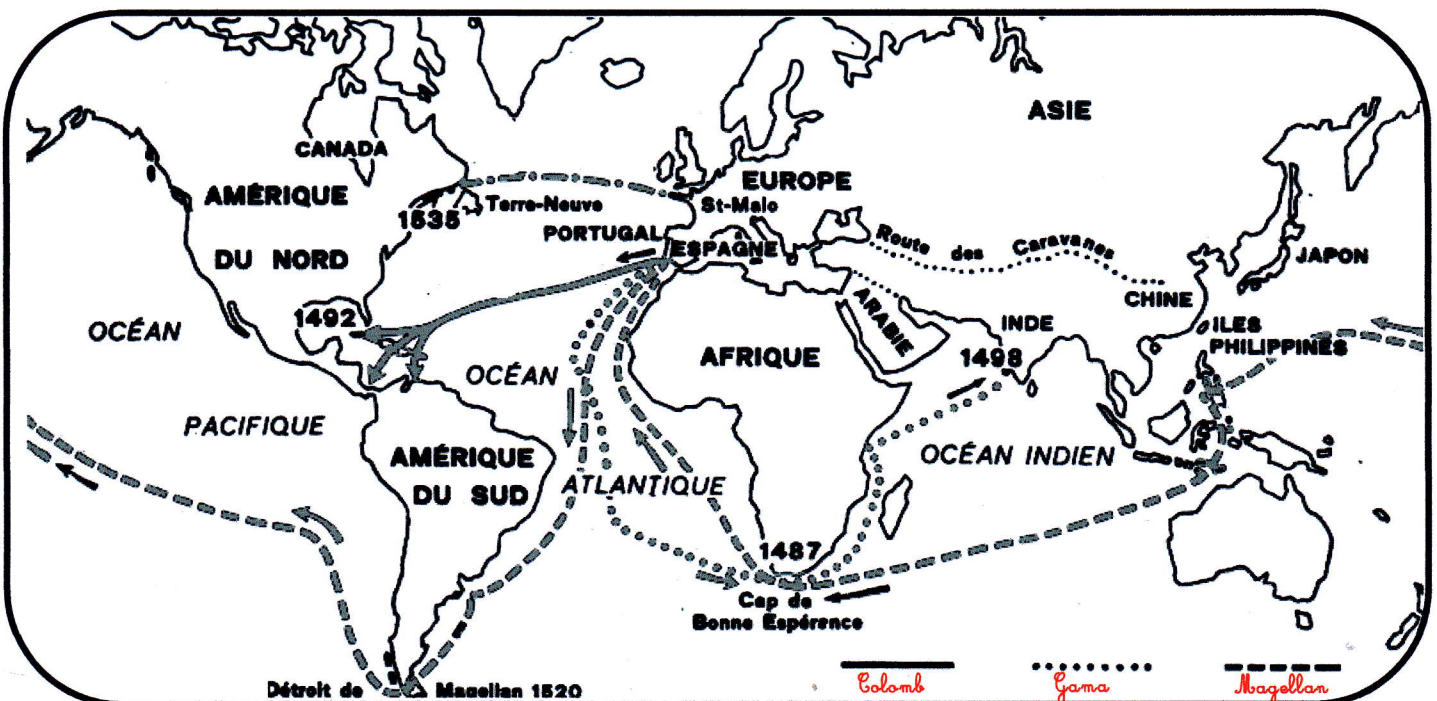 ASIE
CANADA
AMÉRIQUE
DU NORD
EUROPE
Terre-Neuve
St-Malo
1535
PORTUGAL
ESPAGNE
Route des Caravanes
JAPON
CHINE
ARABIE
INDE
ILES
PHILIPPINES
1492
OCÉAN
PACIFIQUE
OCÉAN
ATLANTIQUE
AFRIQUE
1498
AMÉRIQUE
DU SUD
OCÉAN INDIEN
1487
Cap de
Bonne Espérence
Détroit de Magellan 1520
Colomb
Gama
Magellan